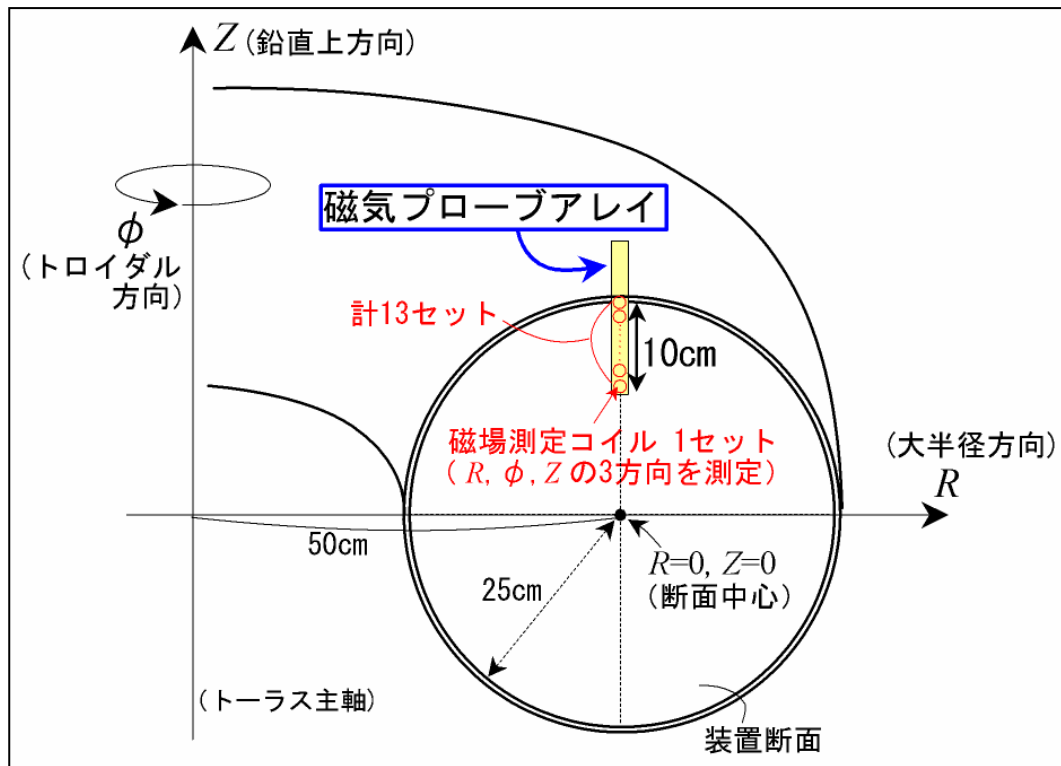 Z (鉛直上方向)
磁気プローブアレイ
φ
(トロイダル
方向)
計13セット
10cm
磁場測定コイル 1セット
( R, φ, Z の3方向を測定)
(大半径方向)
R
50cm
R=0, Z=0
(断面中心)
25cm
(トーラス主軸)
装置断面